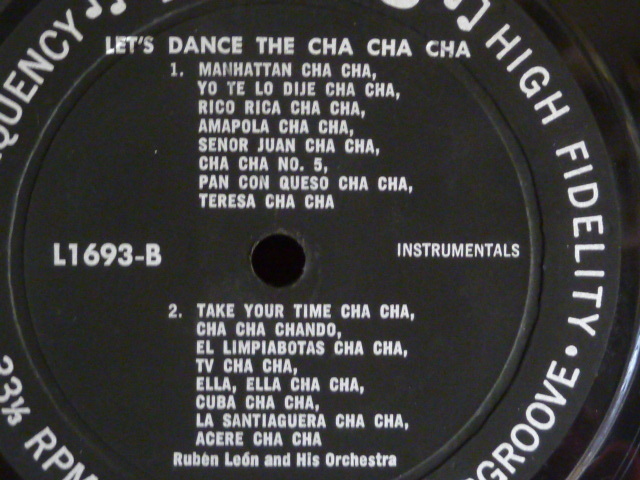 LET'S DANCE THE CHA CHA CHA
1. MANHATTAN CHA CHA,
YO TE LO DIJE CHA CHA,
RICO RICA CHA CHA,
AMAPOLA CHA CHA,
SENOR JUAN CHA CHA,
CHA CHA NO. 5,
PAN CON QUESO CHA CHA,
TERESA CHA CHA
L1693-B
INSTRUMENTALS
2. TAKE YOUR TIME CHA CHA,
CHA CHA CHANDO,
EL LIMPIABOTAS CHA CHA,
TV CHA CHA,
ELLA, ELLA CHA CHA,
CUBA CHA CHA,
LA SANTIAGUERA CHA CHA,
ACERE CHA CHA
Rubén León and His Orchestra
QUENCY
HIGH FIDELITY •
GROOVE
33⅓ RPM